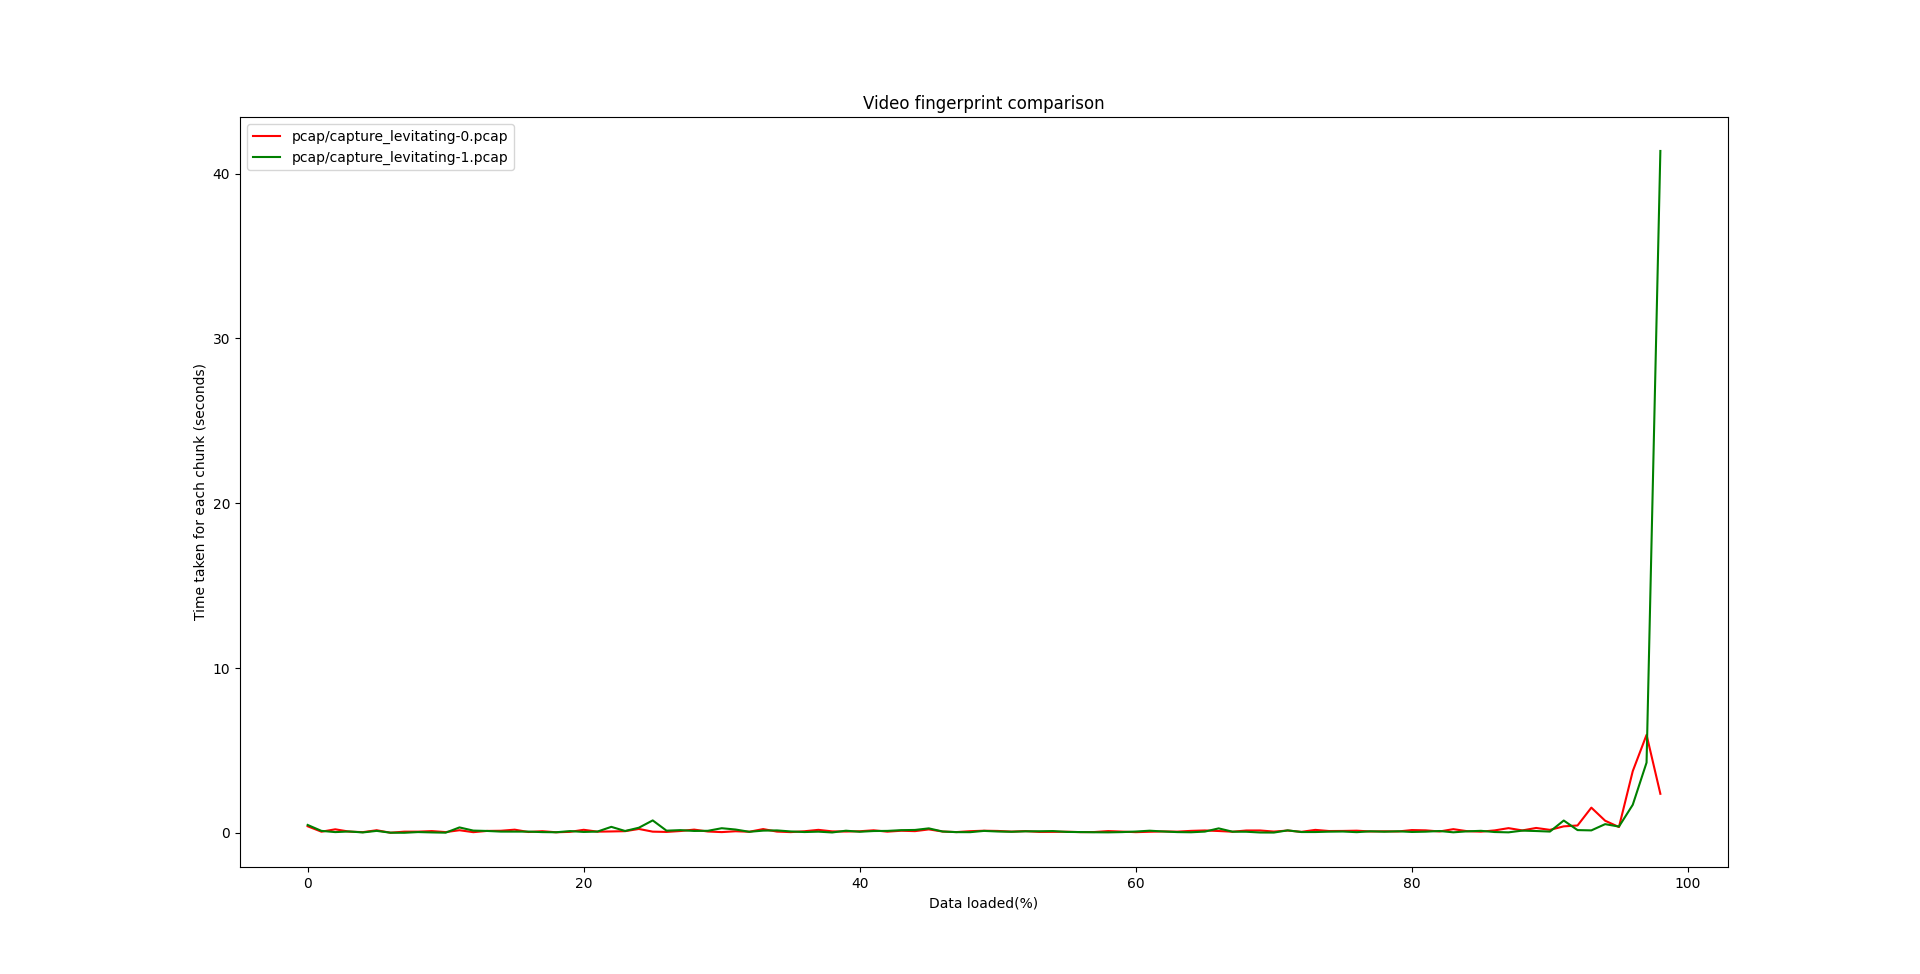 Video fingerprint comparison
pcap/capture_levitating-0.pcap
pcap/capture_levitating-1.pcap
Time taken for each chunk (seconds)
40
30
20
10
0
0 20 40 60 80 100
Data loaded(%)